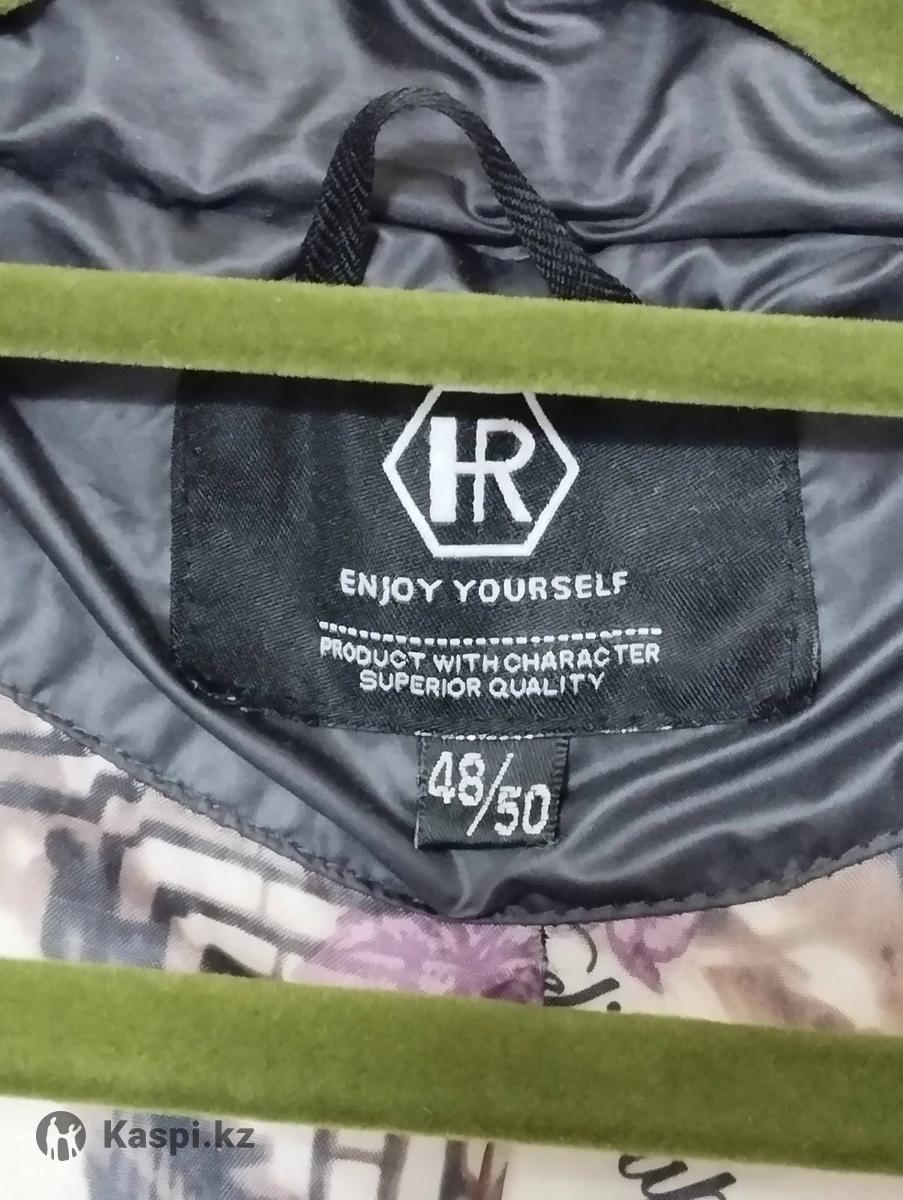 HR
ENJOY YOURSELF
PRODUCT WITH CHARACTER
SUPERIOR QUALITY
48/50
Kaspi.kz